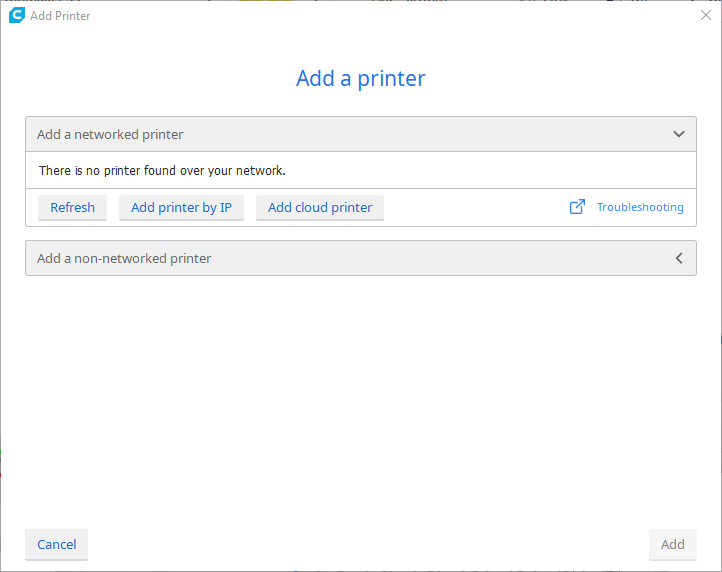 Add Printer
Add a printer
Add a networked printer
There is no printer found over your network.
Refresh Add printer by IP Add cloud printer Troubleshooting
Add a non-networked printer
Cancel Add